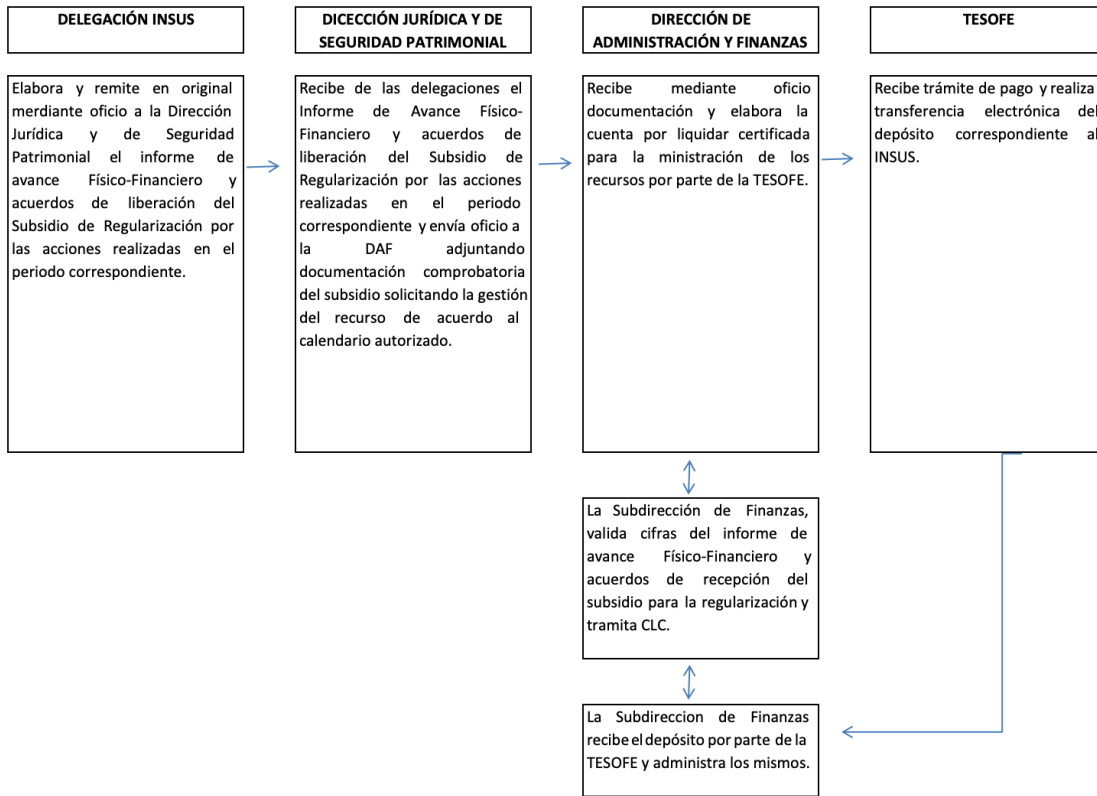 DELEGACIÓN INSUS
DICECCIÓN JURÍDICA Y DE
SEGURIDAD PATRIMONIAL
DIRECCIÓN DE
ADMINISTRACIÓN Y FINANZAS
TESOFE
Elabora y remite en original
merdiante oficio a la Dirección
Jurídica y de Seguridad
Patrimonial el informe de
avance Físico-Financiero y
acuerdos de liberación del
Subsidio de Regularización por
las acciones realizadas en el
periodo correspondiente.
Recibe de las delegaciones el
Informe de Avance Físico-
Financiero y acuerdos de
liberación del Subsidio de
Regularización por las acciones
realizadas en el periodo
correspondiente y envía oficio a
la DAF adjuntando
documentación comprobatoria
del subsidio solicitando la gestión
del recurso de acuerdo al
calendario autorizado.
Recibe mediante oficio
documentación y elabora la
cuenta por liquidar certificada
para la ministración de los
recursos por parte de la TESOFE.
Recibe trámite de pago y realiza
transferencia electrónica del
depósito correspondiente al
INSUS.
La Subdirección de Finanzas,
valida cifras del informe de
avance Físico-Financiero y
acuerdos de recepción del
subsidio para la regularización y
tramita CLC.
La Subdireccion de Finanzas
recibe el depósito por parte de la
TESOFE y administra los mismos.